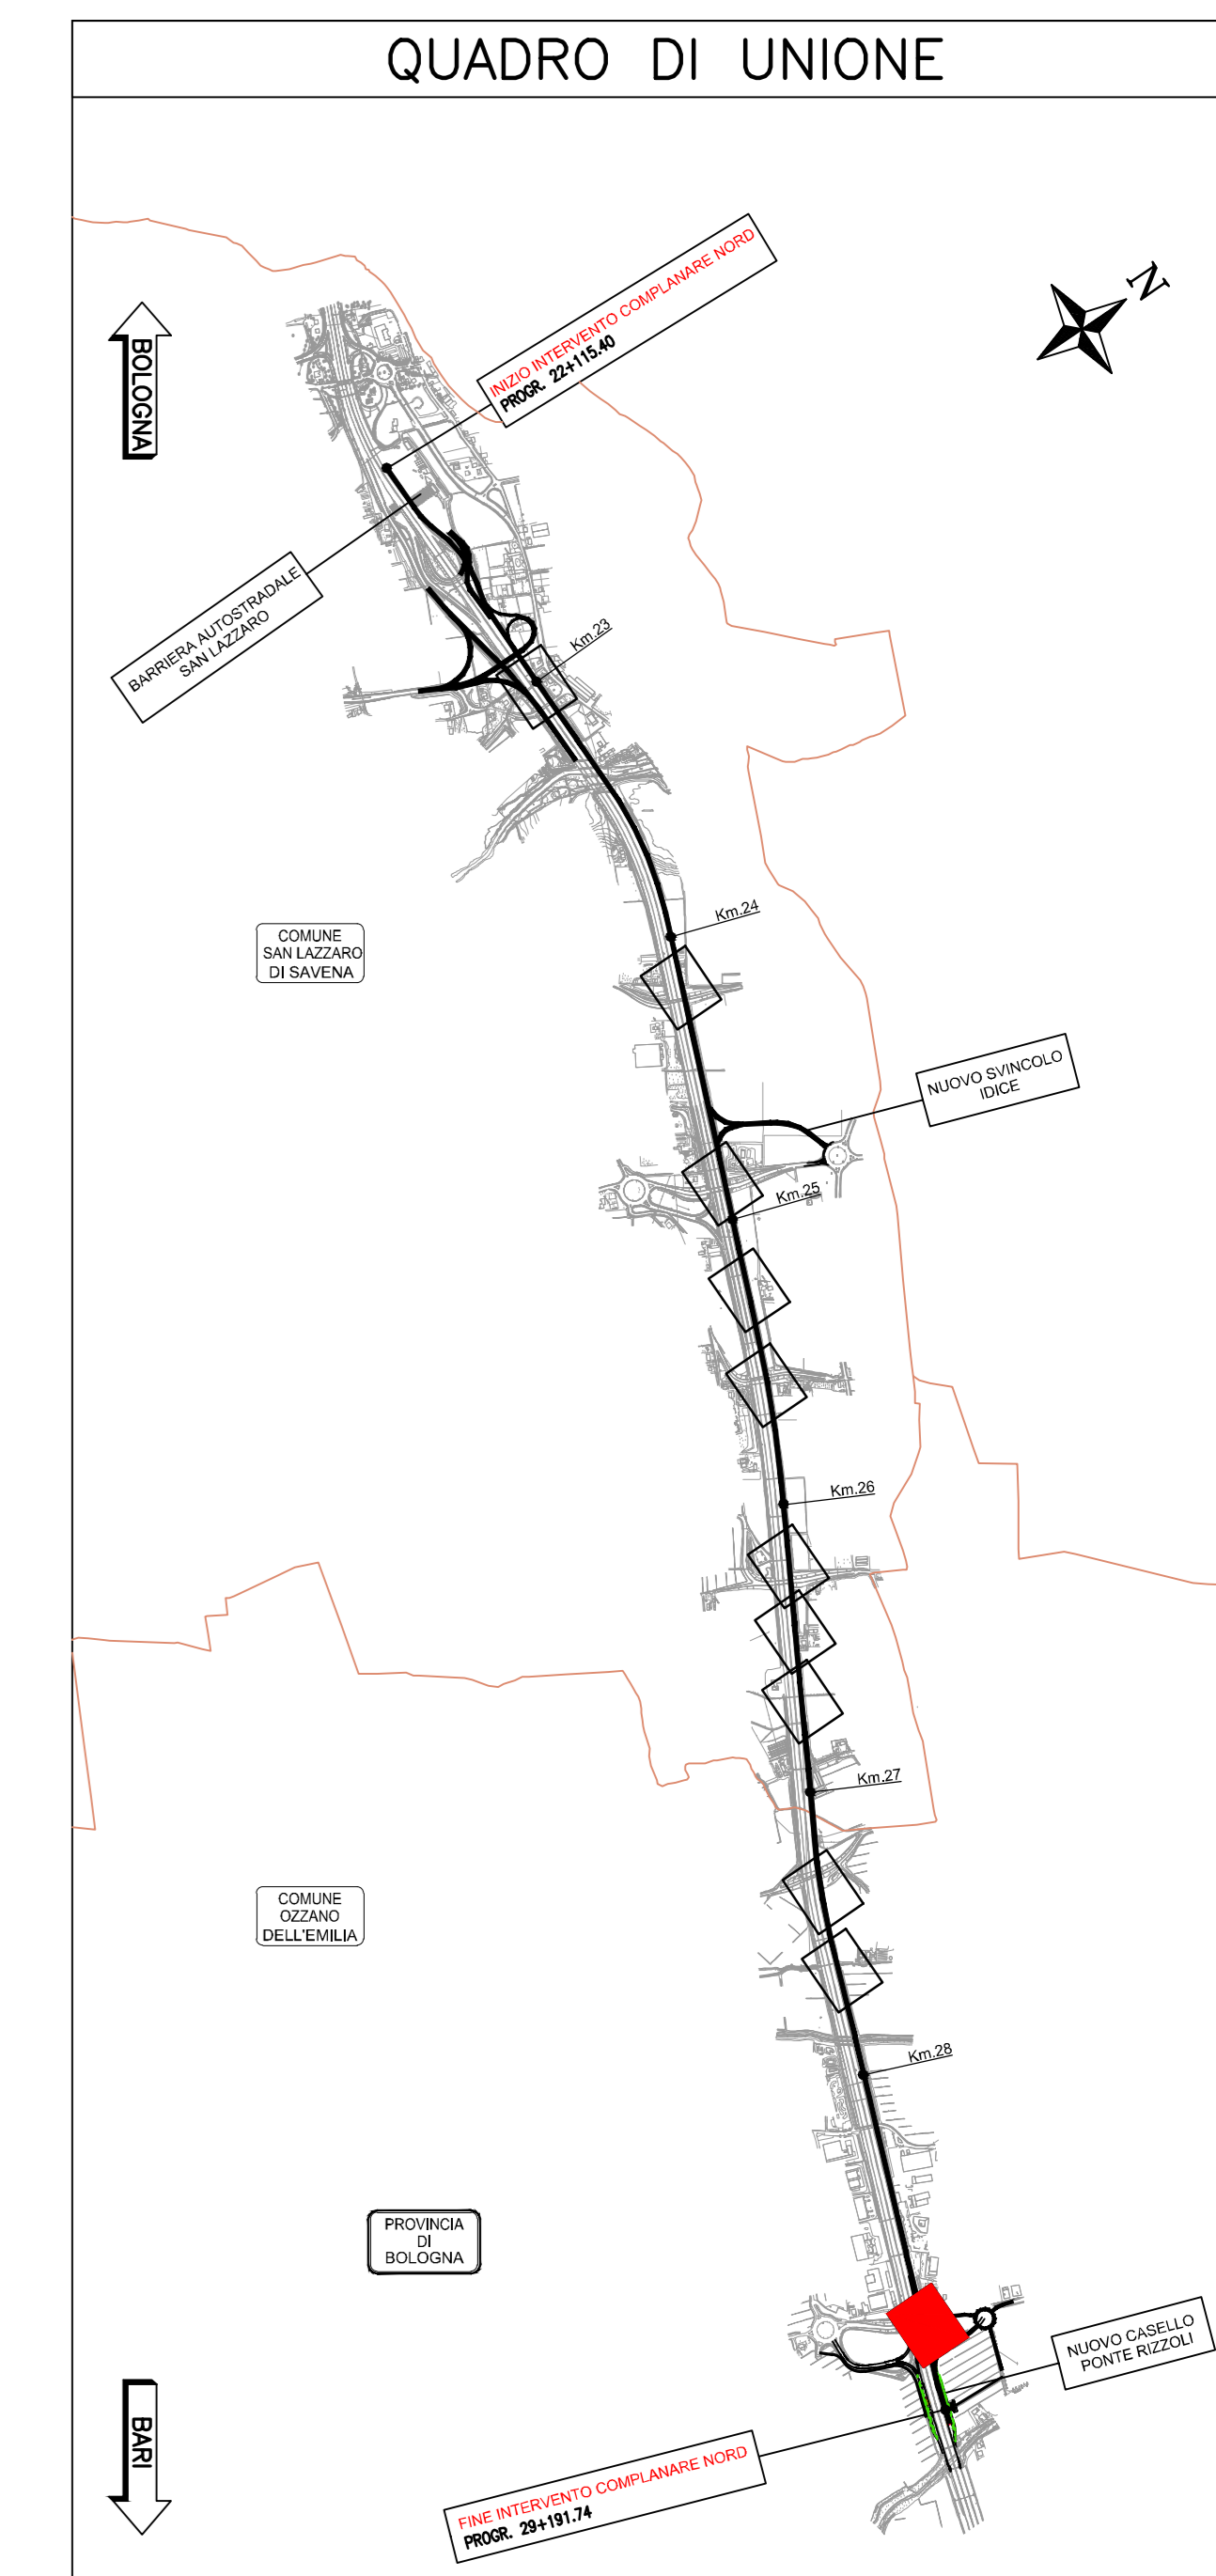 QUADRO DI UNIONE
N
INIZIO INTERVENTO COMPLANARE NORD
PROGR. 22+115.40
BOLOGNA
BARRIERA AUTOSTRADALE
SAN LAZZARO
Km.23
Km.24
COMUNE
SAN LAZZARO
DI SAVENA
NUOVO SVINCOLO
IDICE
Km.25
Km.26
Km.27
COMUNE
OZZANO
DELL'EMILIA
Km.28
PROVINCIA
DI
BOLOGNA
NUOVO CASELLO
PONTE RIZZOLI
BARI
FINE INTERVENTO COMPLANARE NORD
PROGR. 29+191.74